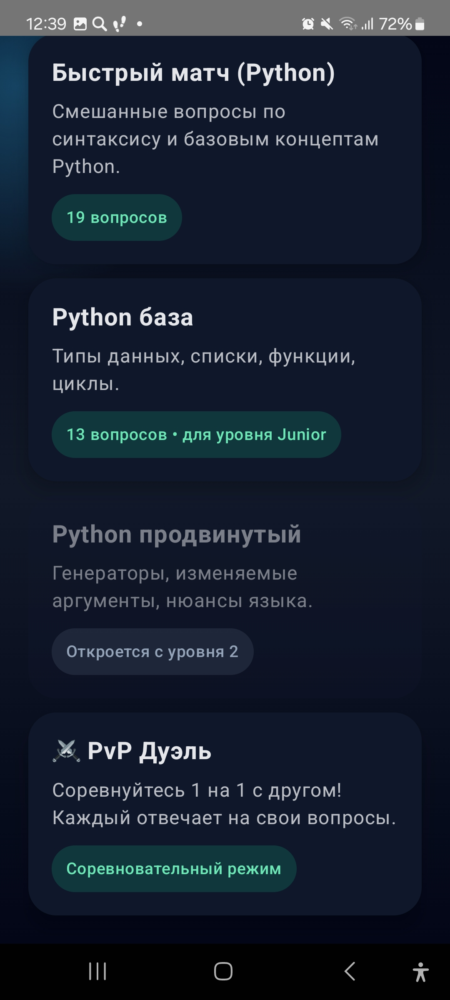 12:39
72%
Быстрый матч (Python)
Смешанные вопросы по
синтаксису и базовым концептам
Python.
19 вопросов
Python база
Типы данных, списки, функции,
циклы.
13 вопросов • для уровня Junior
Python продвинутый
Генераторы, изменяемые
аргументы, нюансы языка.
Откроется с уровня 2
⚔️ PvP Дуэль
Соревнуйтесь 1 на 1 с другом!
Каждый отвечает на свои вопросы.
Соревновательный режим